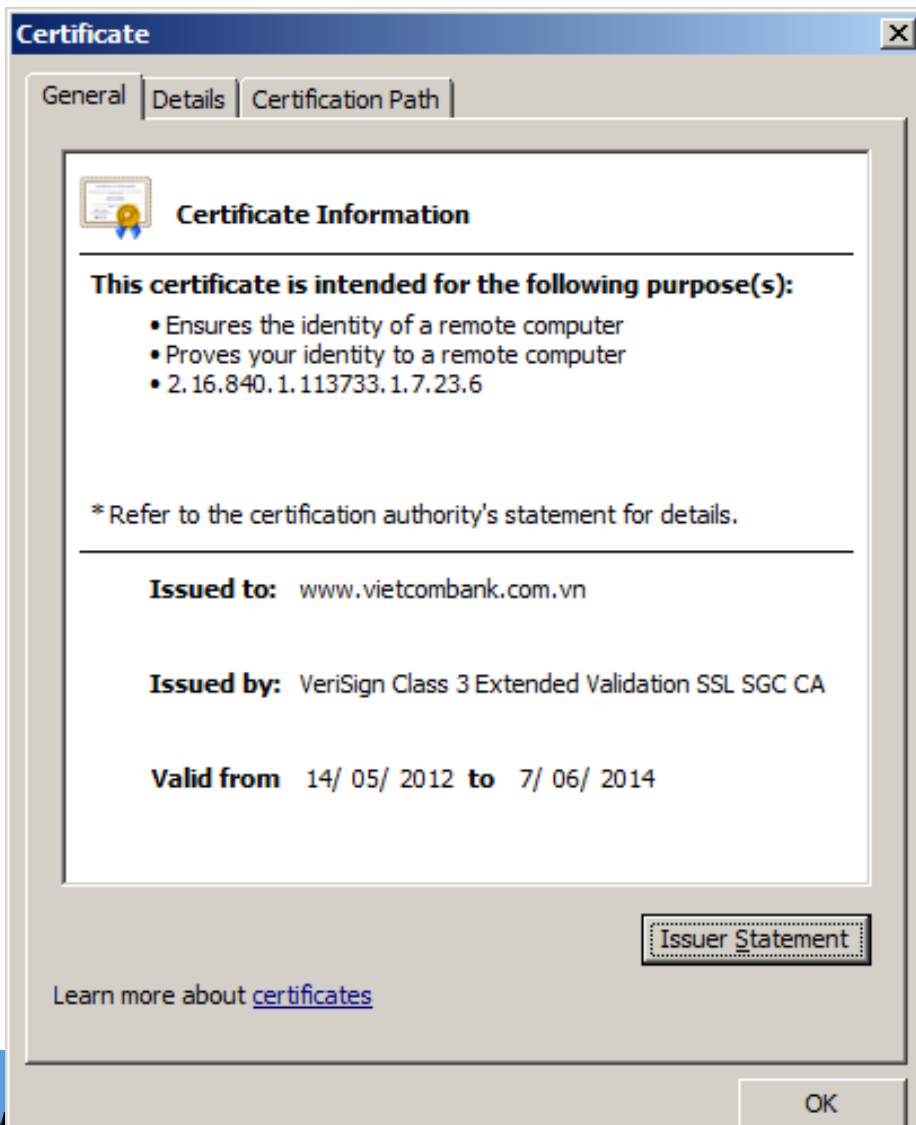 Certificate
General Details Certification Path
Certificate Information
This certificate is intended for the following purpose(s):
• Ensures the identity of a remote computer
• Proves your identity to a remote computer
• 2.16.840.1.113733.1.7.23.6
* Refer to the certification authority's statement for details.
Issued to: www.vietcombank.com.vn
Issued by: VeriSign Class 3 Extended Validation SSL SGC CA
Valid from 14/ 05/ 2012 to 7/ 06/ 2014
Issuer Statement
Learn more about certificates
OK